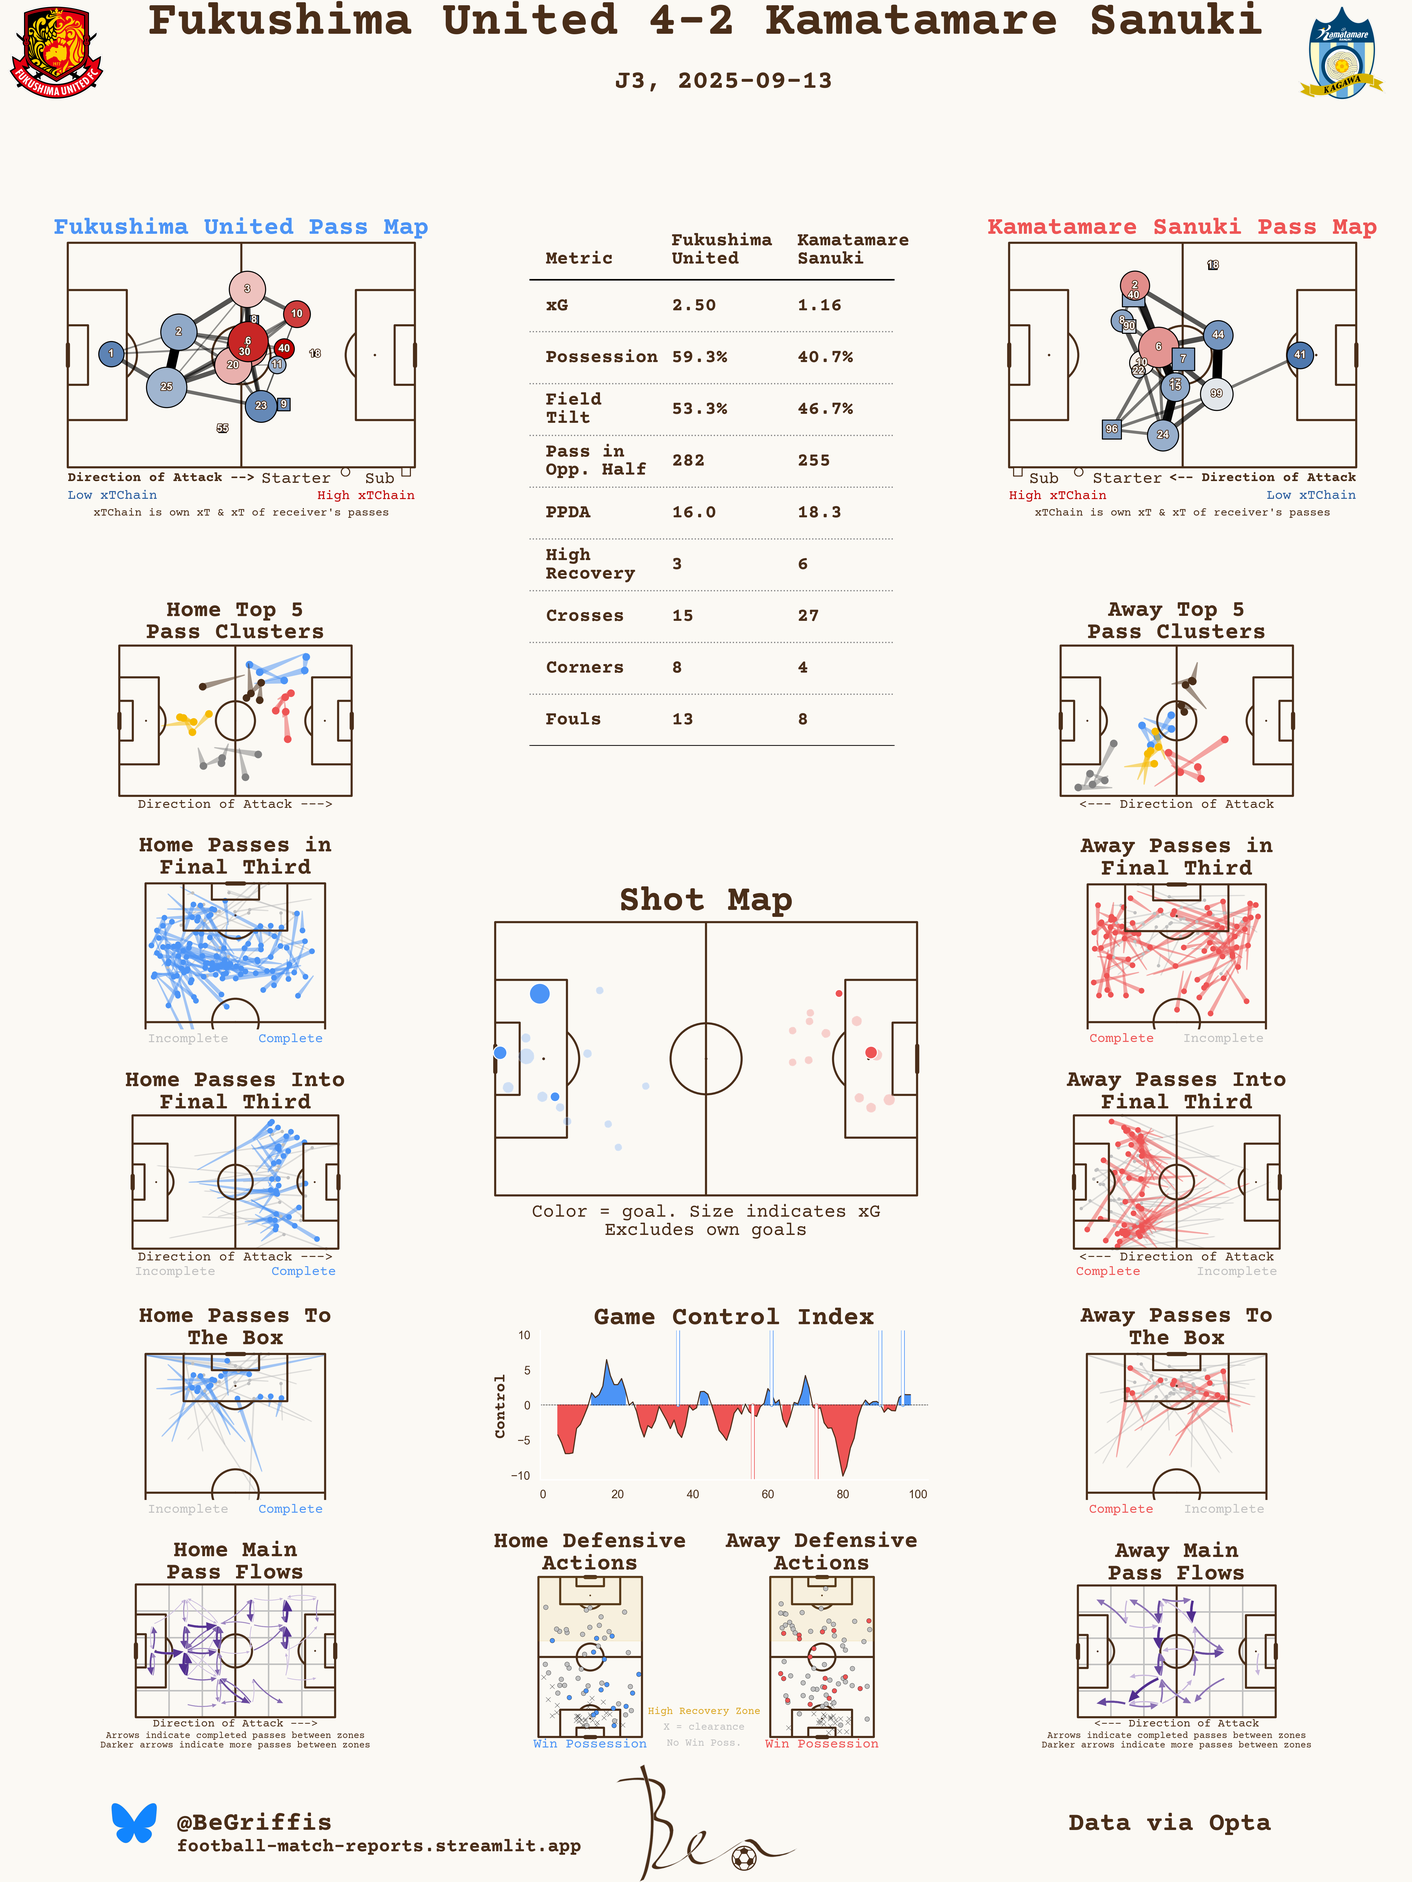 Fukushima United 4-2 Kamatamare Sanuki
J3, 2025-09-13
FUKUSHIMA UNITED FC
Kamatamare
SANUKI
KAGAWA
Fukushima United Pass Map
3
10
8
2
6
30
40
18
1
20
11
25
23
9
55
Direction of Attack --> Starter Sub
Low xTChain High xTChain
xTChain is own xT & xT of receiver's passes
Metric Fukushima United Kamatamare Sanuki
xG 2.50 1.16
Possession 59.3% 40.7%
Field Tilt 53.3% 46.7%
Pass in Opp. Half 282 255
PPDA 16.0 18.3
High Recovery 3 6
Crosses 15 27
Corners 8 4
Fouls 13 8
Kamatamare Sanuki Pass Map
18
2
40
8
90
44
6
7
41
10
22
15
99
96
24
Sub Starter <-- Direction of Attack
High xTChain Low xTChain
xTChain is own xT & xT of receiver's passes
Home Top 5
Pass Clusters
Direction of Attack --->
Away Top 5
Pass Clusters
<--- Direction of Attack
Home Passes in
Final Third
Incomplete Complete
Away Passes in
Final Third
Complete Incomplete
Shot Map
Color = goal. Size indicates xG
Excludes own goals
Home Passes Into
Final Third
Direction of Attack --->
Incomplete Complete
Away Passes Into
Final Third
<--- Direction of Attack
Complete Incomplete
Home Passes To
The Box
Incomplete Complete
Game Control Index
Control
10
5
0
−5
−10
0 20 40 60 80 100
Away Passes To
The Box
Complete Incomplete
Home Main
Pass Flows
Direction of Attack --->
Arrows indicate completed passes between zones
Darker arrows indicate more passes between zones
Home Defensive
Actions
Win Possession
High Recovery Zone
X = clearance
No Win Poss.
Away Defensive
Actions
Win Possession
Away Main
Pass Flows
<--- Direction of Attack
Arrows indicate completed passes between zones
Darker arrows indicate more passes between zones
@BeGriffis
football-match-reports.streamlit.app
Ben
Data via Opta